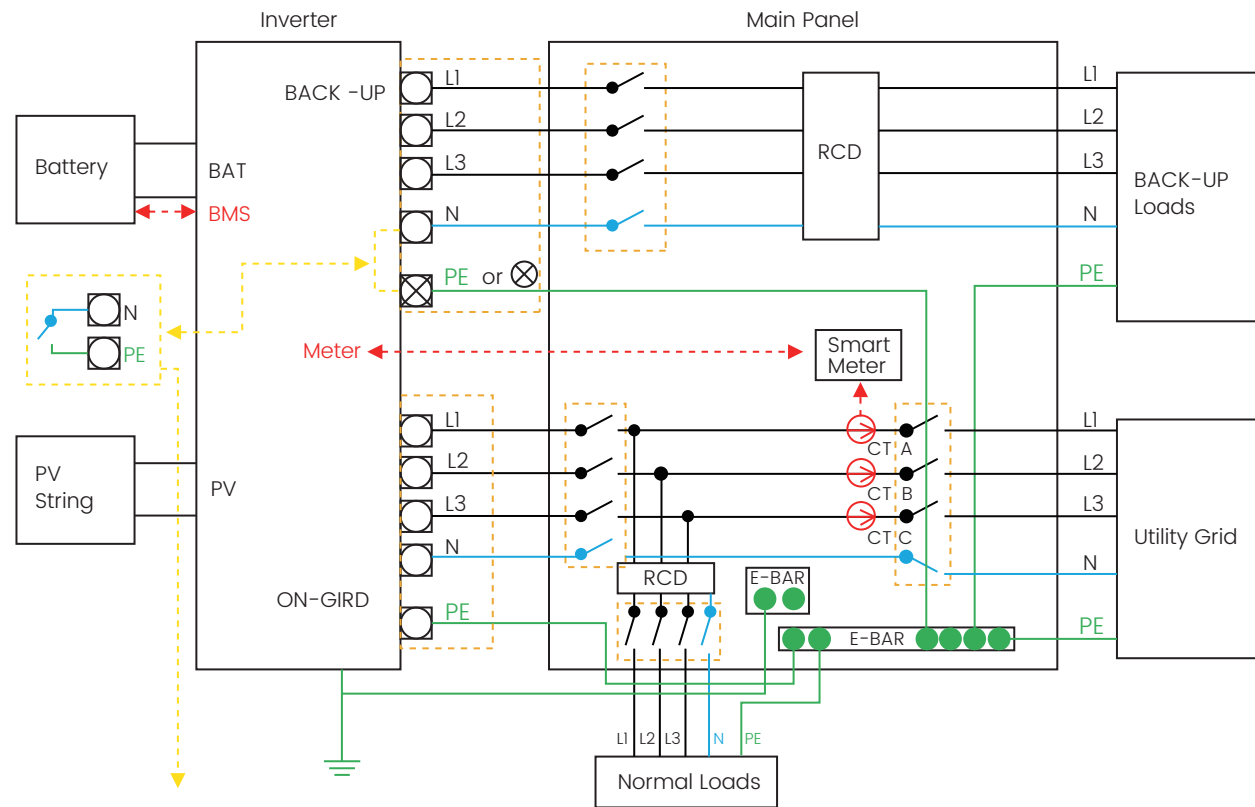 Inverter
Main Panel
BACK -UP
L1
L2
L3
N
PE or
Battery
BAT
BMS
N
PE
PV
String
PV
Meter
ON-GIRD
L1
L2
L3
N
PE
RCD
L1
L2
L3
N
PE
BACK-UP
Loads
Smart
Meter
CT A
CT B
CT C
RCD
E-BAR
E-BAR
L1
L2
L3
N
PE
Utility Grid
L1 L2 L3 N PE
Normal Loads